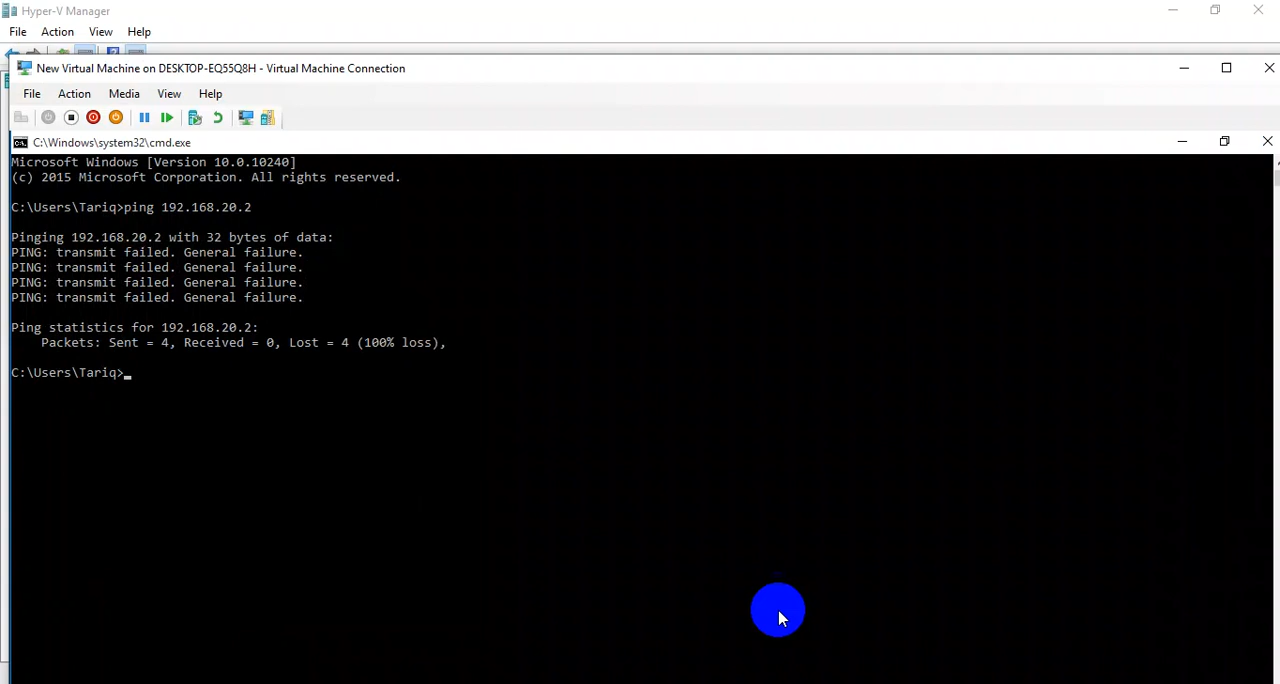 Hyper-V Manager
File Action View Help
New Virtual Machine on DESKTOP-EQ55Q8H - Virtual Machine Connection
File Action Media View Help
C:\Windows\system32\cmd.exe
Microsoft Windows [Version 10.0.10240]
(c) 2015 Microsoft Corporation. All rights reserved.
C:\Users\Tariq>ping 192.168.20.2
Pinging 192.168.20.2 with 32 bytes of data:
PING: transmit failed. General failure.
PING: transmit failed. General failure.
PING: transmit failed. General failure.
PING: transmit failed. General failure.
Ping statistics for 192.168.20.2:
Packets: Sent = 4, Received = 0, Lost = 4 (100% loss),
C:\Users\Tariq>